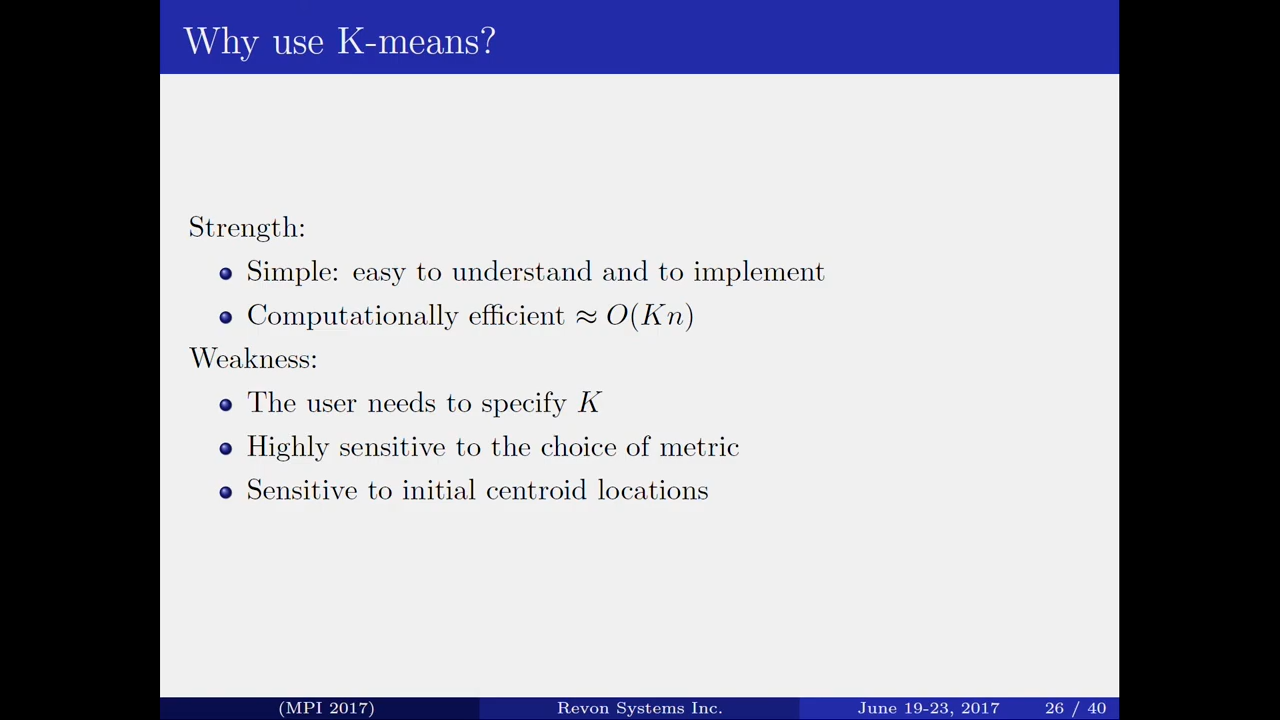 Why use K-means?
Strength:
Simple: easy to understand and to implement
Computationally efficient ≈ O(Kn)
Weakness:
The user needs to specify K
Highly sensitive to the choice of metric
Sensitive to initial centroid locations
(MPI 2017) Revon Systems Inc. June 19-23, 2017 26 / 40